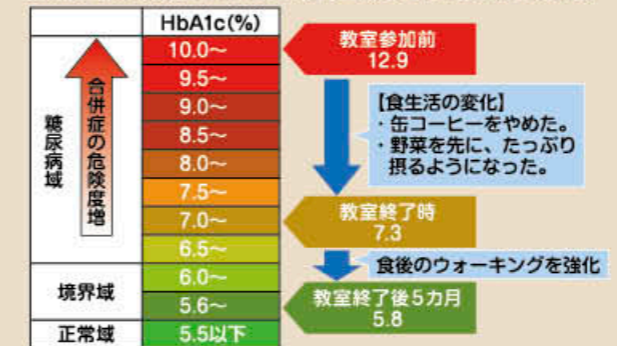 HbA1c(%)
10.0～
9.5～
9.0～
8.5～
8.0～
7.5～
7.0～
6.5～
6.0～
5.6～
5.5以下
糖尿病域
合併症の危険度増
境界域
正常域
教室参加前
12.9
【食生活の変化】
・缶コーヒーをやめた。
・野菜を先に、たっぷり
摂るようになった。
教室終了時
7.3
食後のウォーキングを強化
教室終了後5カ月
5.8